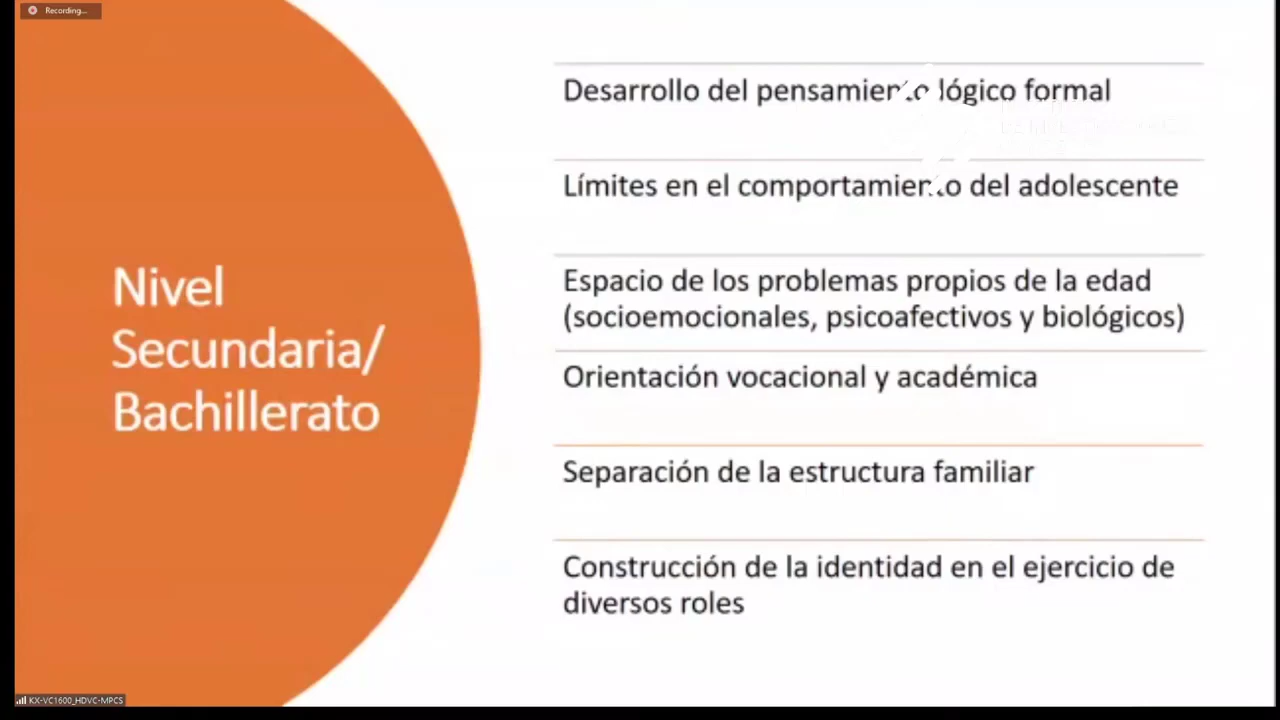 Recording...
Desarrollo del pensamiento lógico formal
Límites en el comportamiento del adolescente
Espacio de los problemas propios de la edad
(socioemocionales, psicoafectivos y biológicos)
Nivel
Secundaria/
Bachillerato
Orientación vocacional y académica
Separación de la estructura familiar
Construcción de la identidad en el ejercicio de
diversos roles
KX-VC1600_HDVC-MPCS